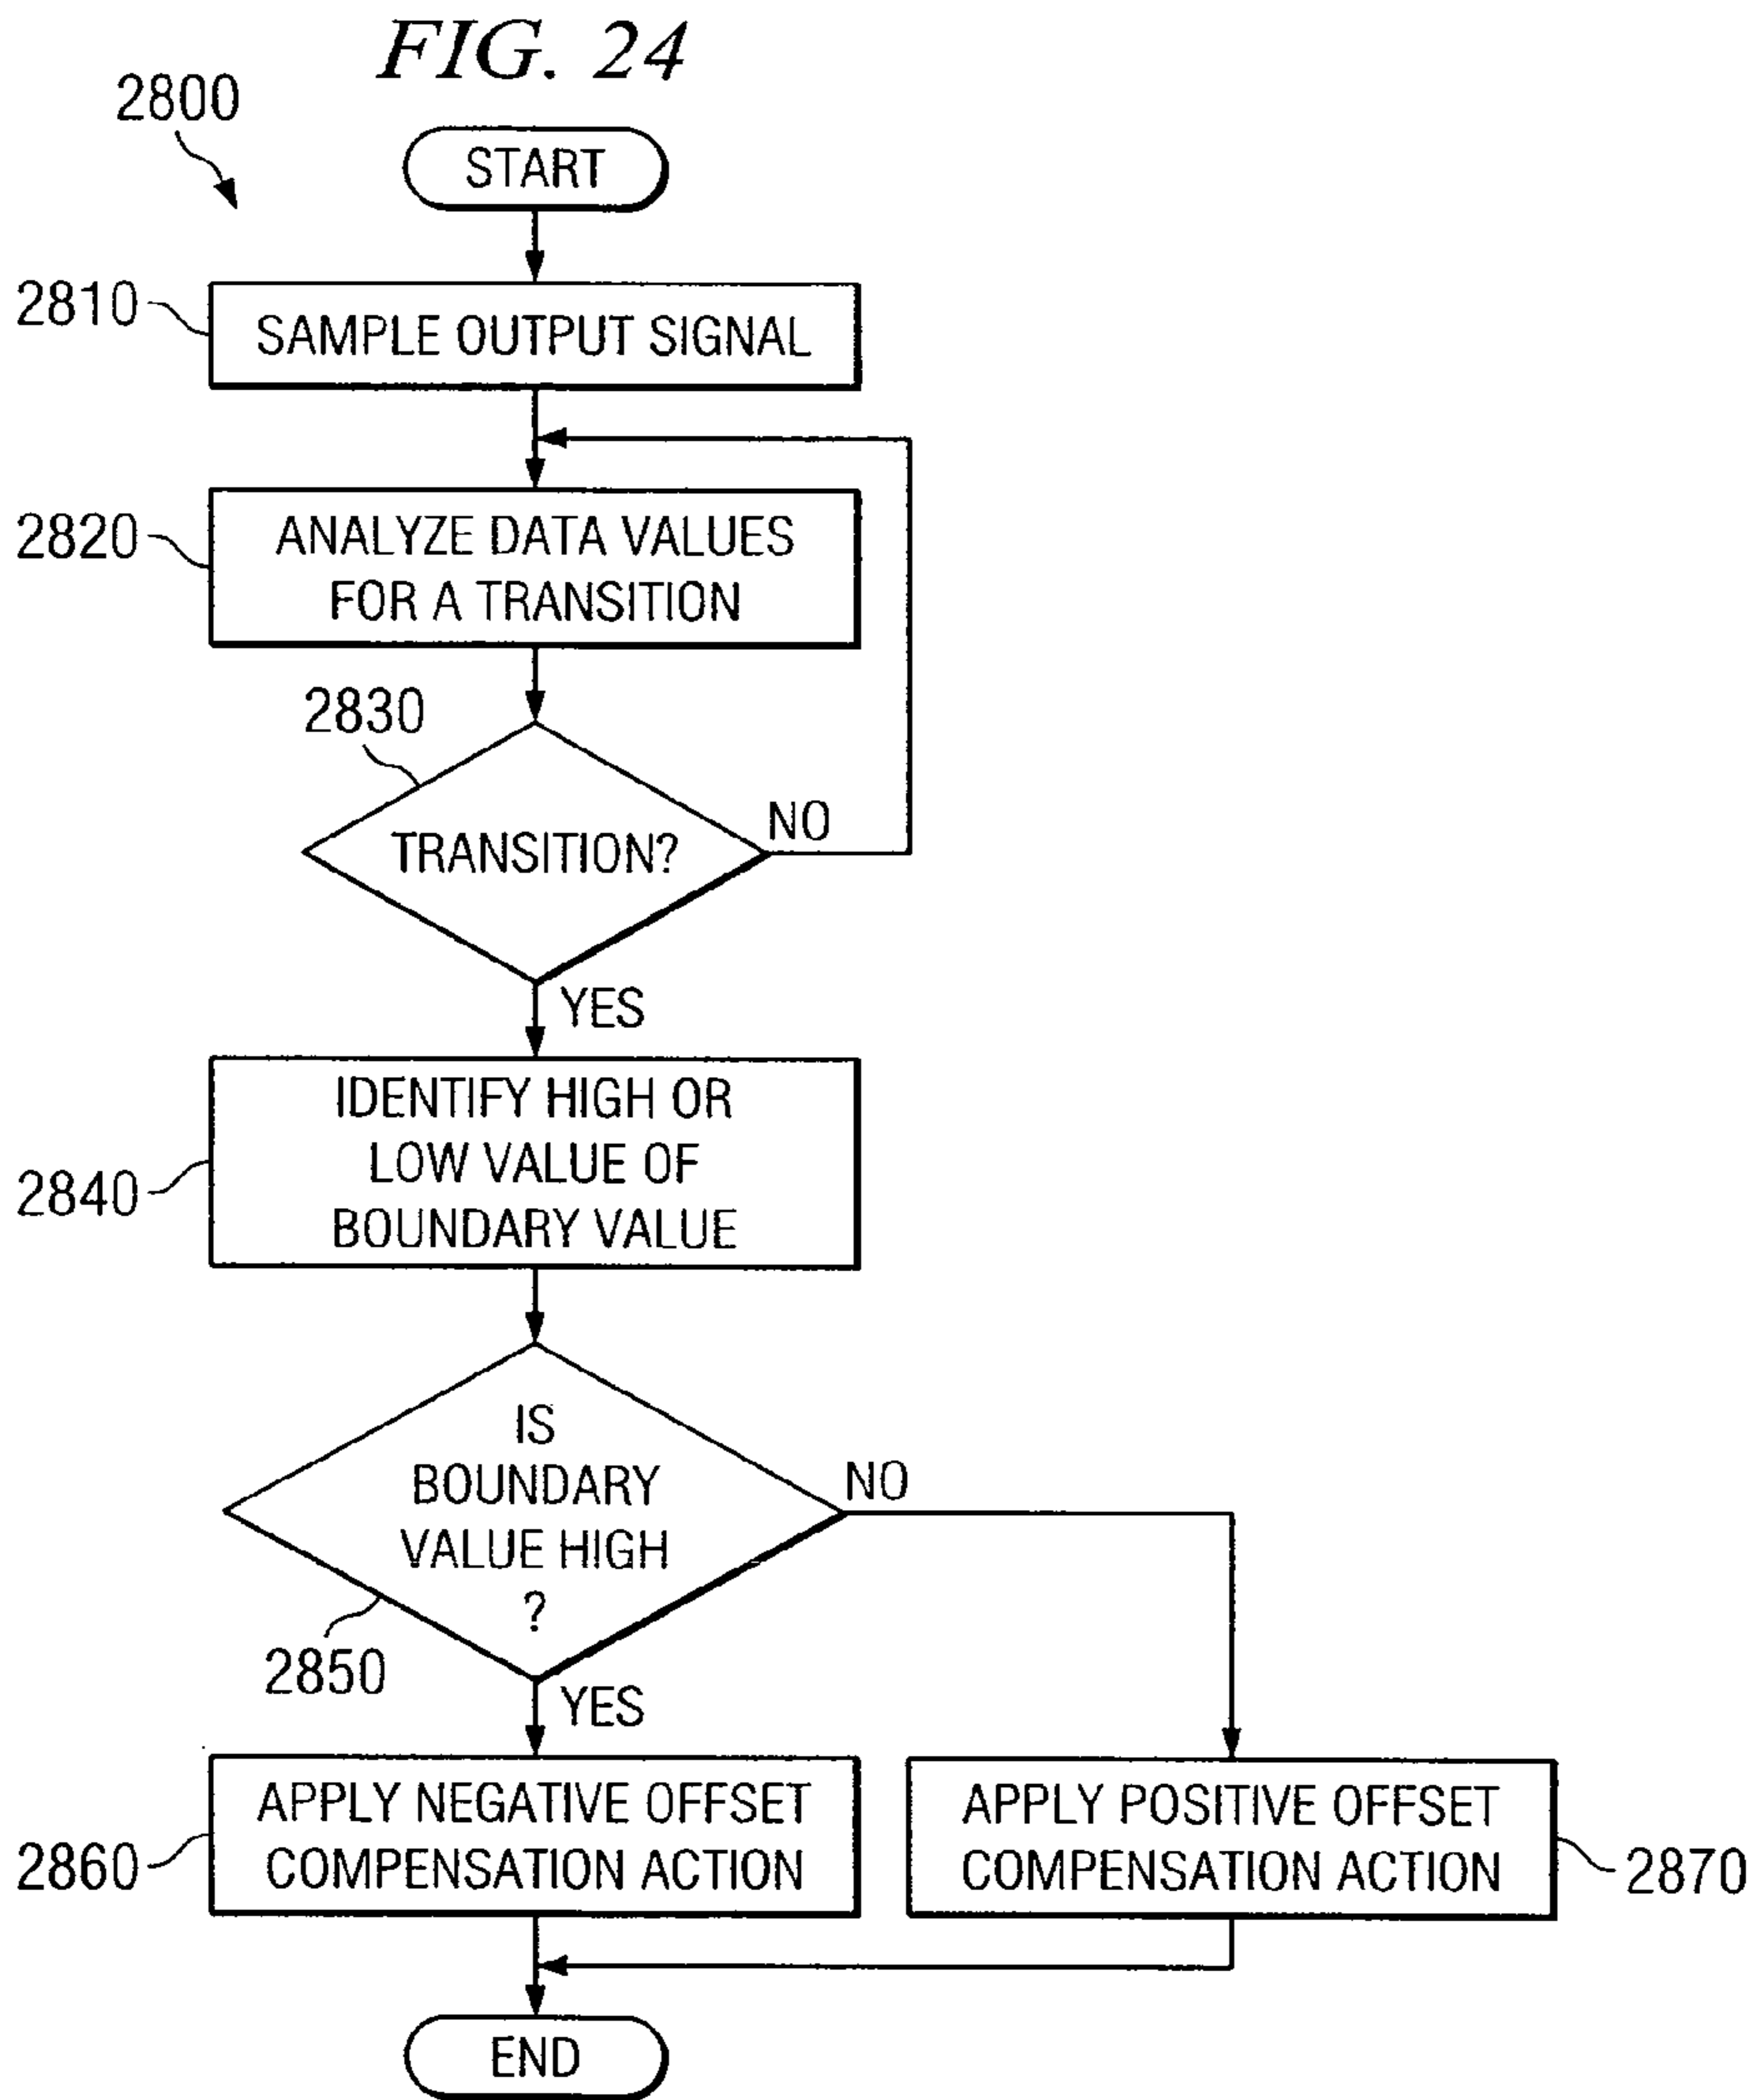 FIG. 24
2800
START
2810
SAMPLE OUTPUT SIGNAL
2820
ANALYZE DATA VALUES
FOR A TRANSITION
2830
TRANSITION?
NO
YES
2840
IDENTIFY HIGH OR
LOW VALUE OF
BOUNDARY VALUE
IS
BOUNDARY
VALUE HIGH
?
NO
2850
YES
2860
APPLY NEGATIVE OFFSET
COMPENSATION ACTION
APPLY POSITIVE OFFSET
COMPENSATION ACTION
2870
END